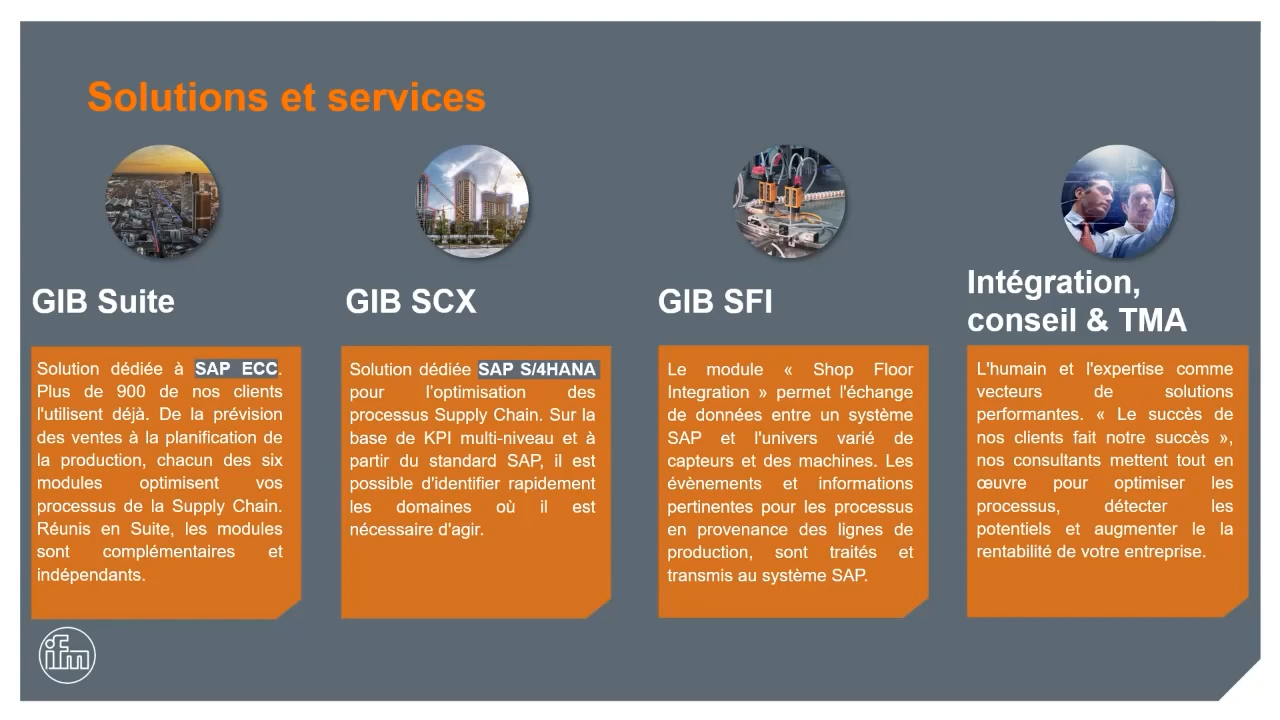 Solutions et services
GIB Suite
Solution dédiée à SAP ECC.
Plus de 900 de nos clients
l'utilisent déjà. De la prévision
des ventes à la planification de
la production, chacun des six
modules optimisent vos
processus de la Supply Chain.
Réunis en Suite, les modules
sont complémentaires et
indépendants.
GIB SCX
Solution dédiée SAP S/4HANA
pour l'optimisation des
processus Supply Chain. Sur la
base de KPI multi-niveau et à
partir du standard SAP, il est
possible d'identifier rapidement
les domaines où il est
nécessaire d'agir.
GIB SFI
Le module « Shop Floor
Integration » permet l'échange
de données entre un système
SAP et l'univers varié de
capteurs et des machines. Les
évènements et informations
pertinentes pour les processus
en provenance des lignes de
production, sont traités et
transmis au système SAP.
Intégration,
conseil & TMA
L'humain et l'expertise comme
vecteurs de solutions
performantes. « Le succès de
nos clients fait notre succès »,
nos consultants mettent tout en
œuvre pour optimiser les
processus, détecter les
potentiels et augmenter le la
rentabilité de votre entreprise.
ifm